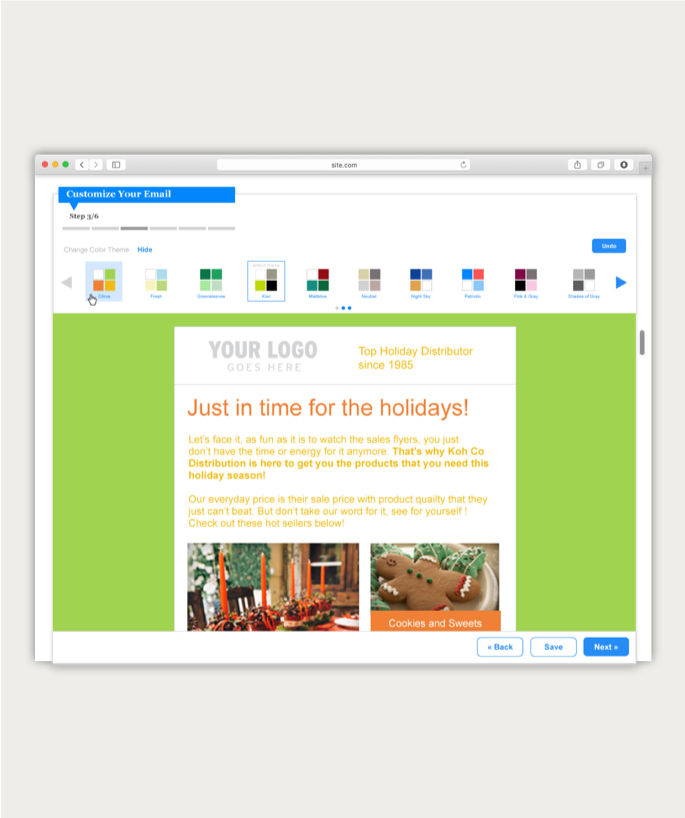 site.com
Customize Your Email
Step 3/6
Change Color Theme Hide
Undo
Citrus
Fresh
Kiwi
Mistletoe
Neutral
Night Sky
Patriotic
Pink & Gray
Shades of Gray
YOUR LOGO
GOES HERE
Top Holiday Distributor
since 1985
Just in time for the holidays!
Let's face it, as fun as it is to watch the sales flyers, you just
don't have the time or energy for it anymore. That's why Koh Co
Distribution is here to get you the products that you need this
holiday season!
Our everyday price is their sale price with product quailty that they
just can't beat. But don't take our word for it, see for yourself !
Check out these hot sellers below!
Cookies and Sweets
« Back
Save
Next »